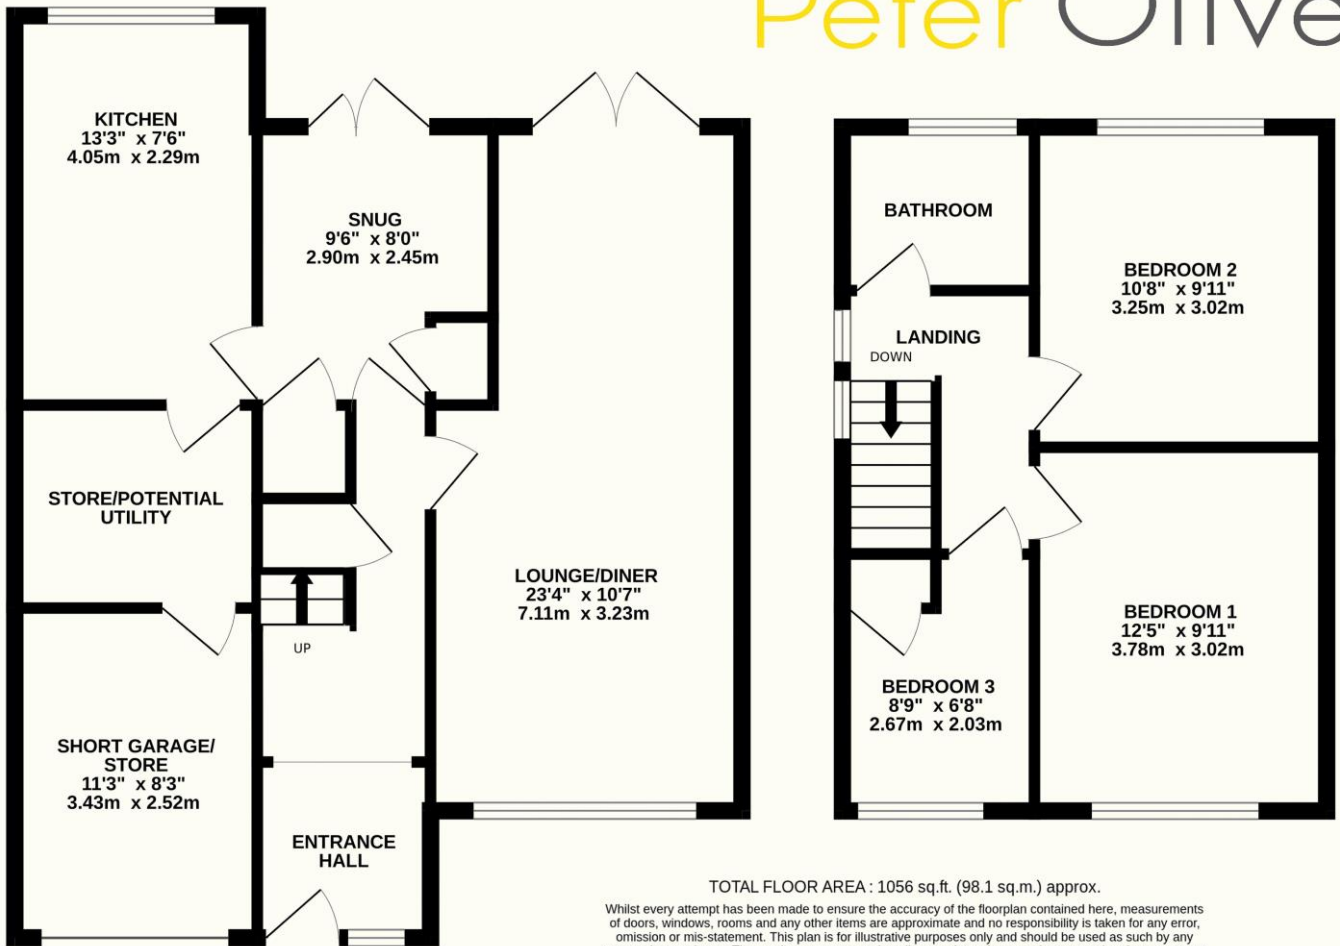 Peter Olive
KITCHEN
13'3" x 7'6"
4.05m x 2.29m
SNUG
9'6" x 8'0"
2.90m x 2.45m
STORE/POTENTIAL
UTILITY
LOUNGE/DINER
23'4" x 10'7"
7.11m x 3.23m
UP
SHORT GARAGE/
STORE
11'3" x 8'3"
3.43m x 2.52m
ENTRANCE
HALL
BATHROOM
BEDROOM 2
10'8" x 9'11"
3.25m x 3.02m
LANDING
DOWN
BEDROOM 1
12'5" x 9'11"
3.78m x 3.02m
BEDROOM 3
8'9" x 6'8"
2.67m x 2.03m
TOTAL FLOOR AREA : 1056 sq.ft. (98.1 sq.m.) approx.
Whilst every attempt has been made to ensure the accuracy of the floorplan contained here, measurements
of doors, windows, rooms and any other items are approximate and no responsibility is taken for any error,
omission or mis-statement. This plan is for illustrative purposes only and should be used as such by any